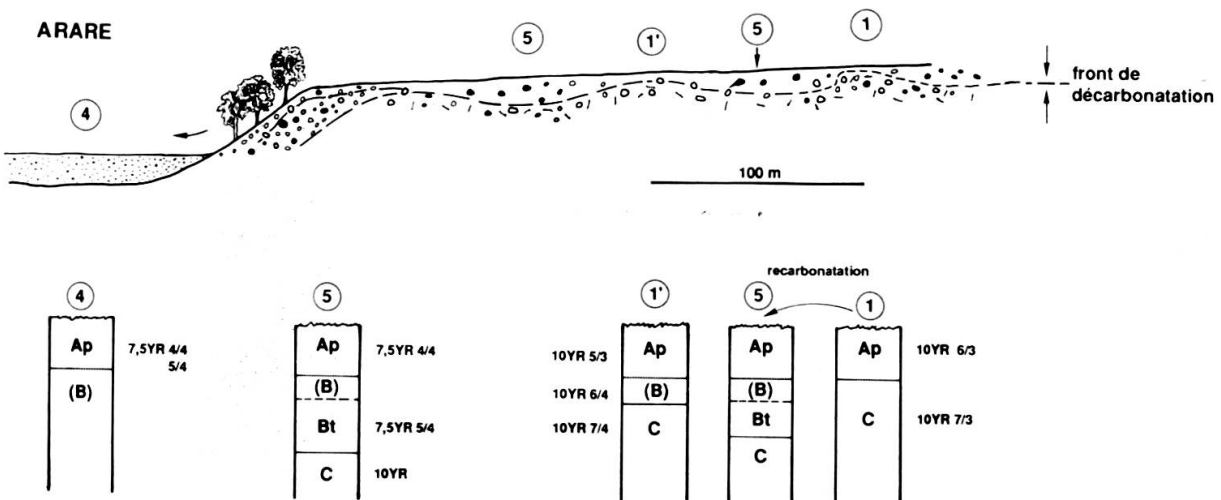 ARARE
5
1'
5
1
4
front de
décarbonatation
100 m
recarbonatation
4
5
1'
5
1
Ap
7,5YR 4/4
5/4
(B)
Ap
7,5YR 4/4
(B)
Bt
7,5YR 5/4
C
10YR
10YR 5/3
Ap
10YR 6/4
(B)
10YR 7/4
C
Ap
(B)
Bt
C
Ap
10YR 6/3
C
10YR 7/3